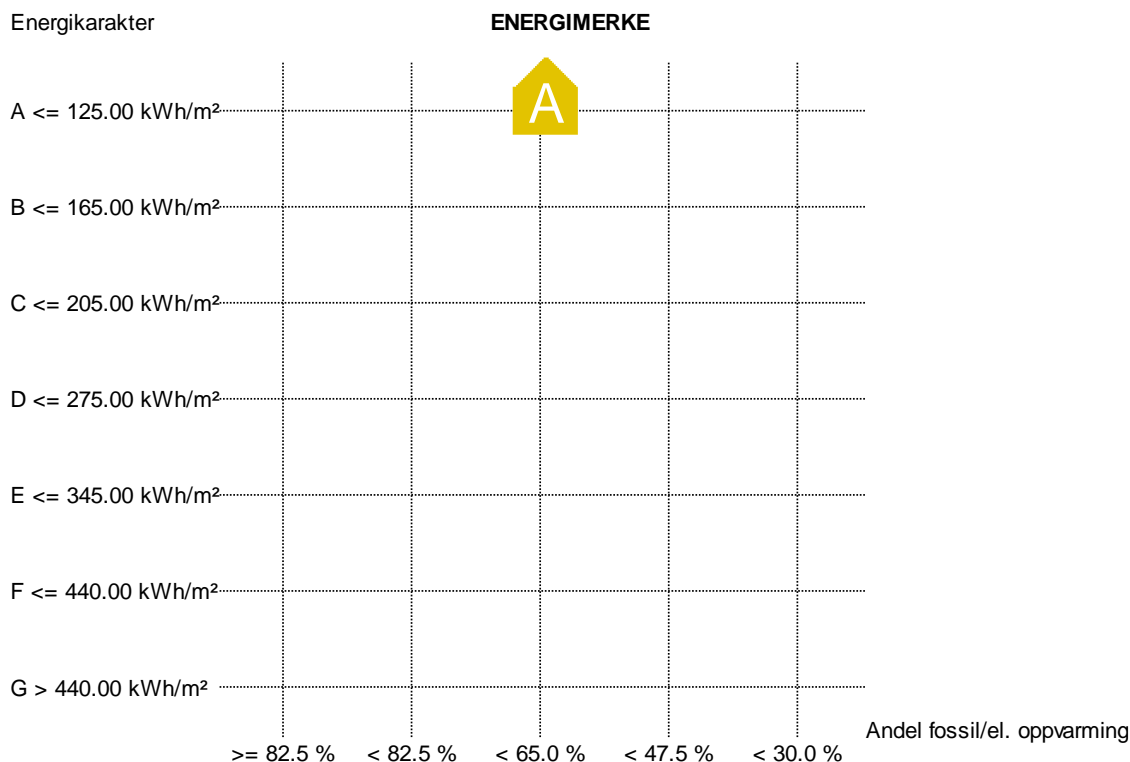 Energikarakter ENERGIMERKE
A
A <= 125.00 kWh/m²
B <= 165.00 kWh/m²
C <= 205.00 kWh/m²
D <= 275.00 kWh/m²
E <= 345.00 kWh/m²
F <= 440.00 kWh/m²
G > 440.00 kWh/m²
Andel fossil/el. oppvarming
>= 82.5 % < 82.5 % < 65.0 % < 47.5 % < 30.0 %